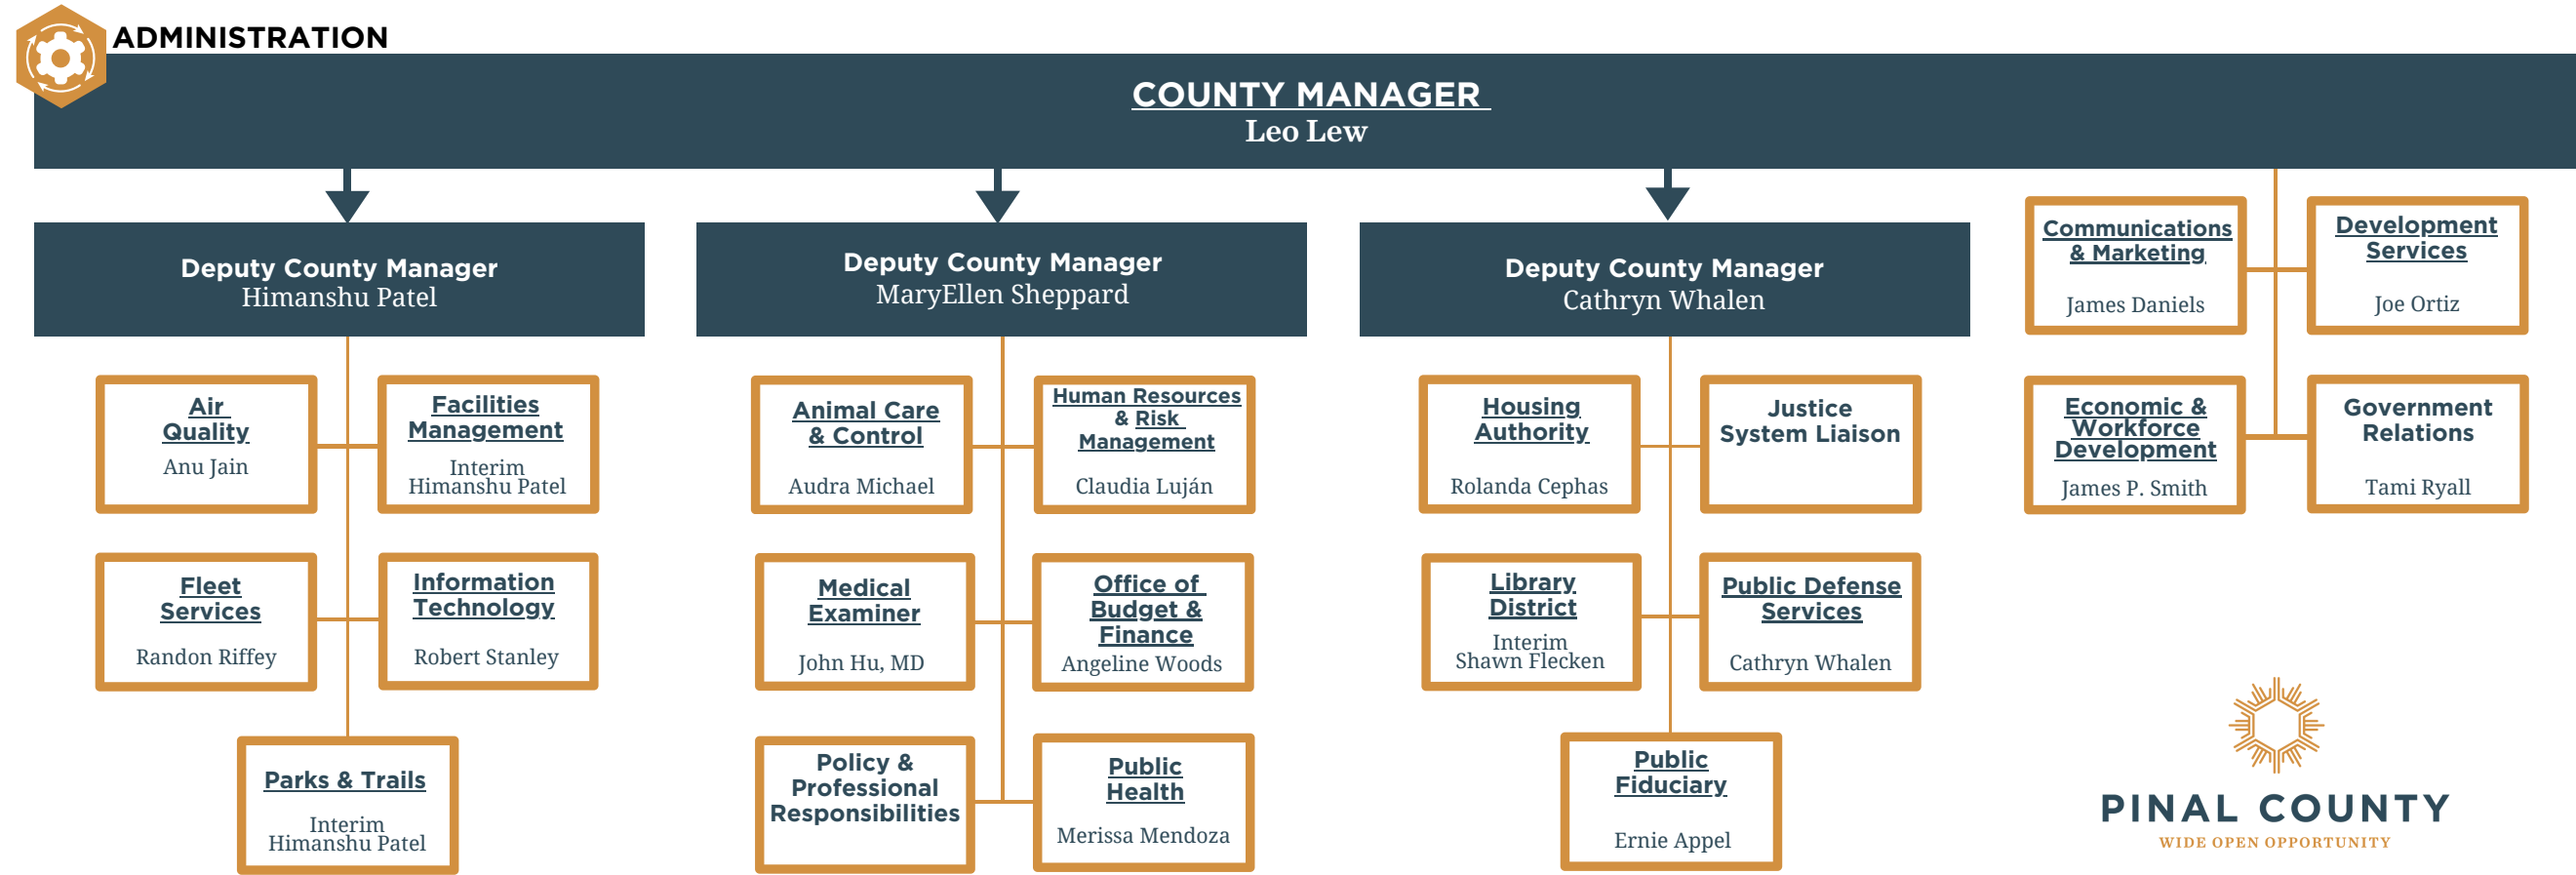 ADMINISTRATION
COUNTY MANAGER
Leo Lew
Deputy County Manager
Himanshu Patel
Air
Quality
Anu Jain
Facilities
Management
Interim
Himanshu Patel
Fleet
Services
Randon Riffey
Information
Technology
Robert Stanley
Parks & Trails
Interim
Himanshu Patel
Deputy County Manager
MaryEllen Sheppard
Animal Care
& Control
Audra Michael
Human Resources
& Risk
Management
Claudia Luján
Medical
Examiner
John Hu, MD
Office of
Budget &
Finance
Angeline Woods
Policy &
Professional
Responsibilities
Public
Health
Merissa Mendoza
Deputy County Manager
Cathryn Whalen
Housing
Authority
Rolanda Cephas
Justice
System Liaison
Library
District
Interim
Shawn Flecken
Public Defense
Services
Cathryn Whalen
Public
Fiduciary
Ernie Appel
Communications
& Marketing
James Daniels
Development
Services
Joe Ortiz
Economic &
Workforce
Development
James P. Smith
Government
Relations
Tami Ryall
PINAL COUNTY
WIDE OPEN OPPORTUNITY